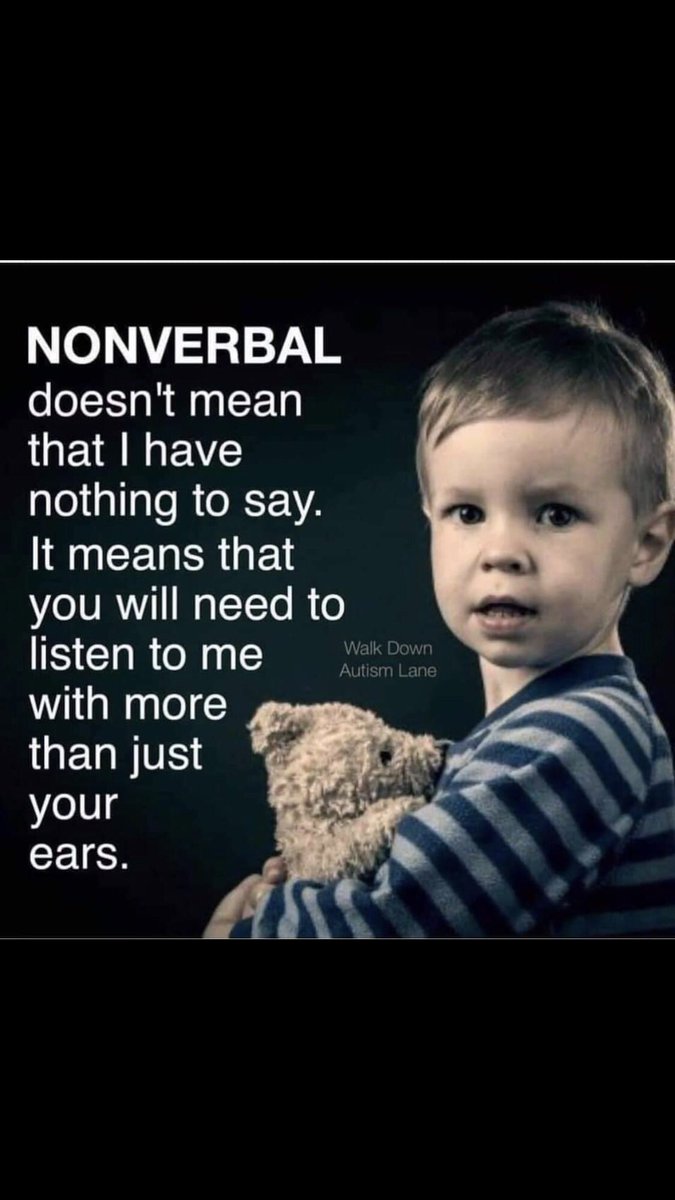 NONVERBAL
doesn't mean
that I have
nothing to say.
It means that
you will need to
listen to me
with more
than just
your
ears.
Walk Down
Autism Lane